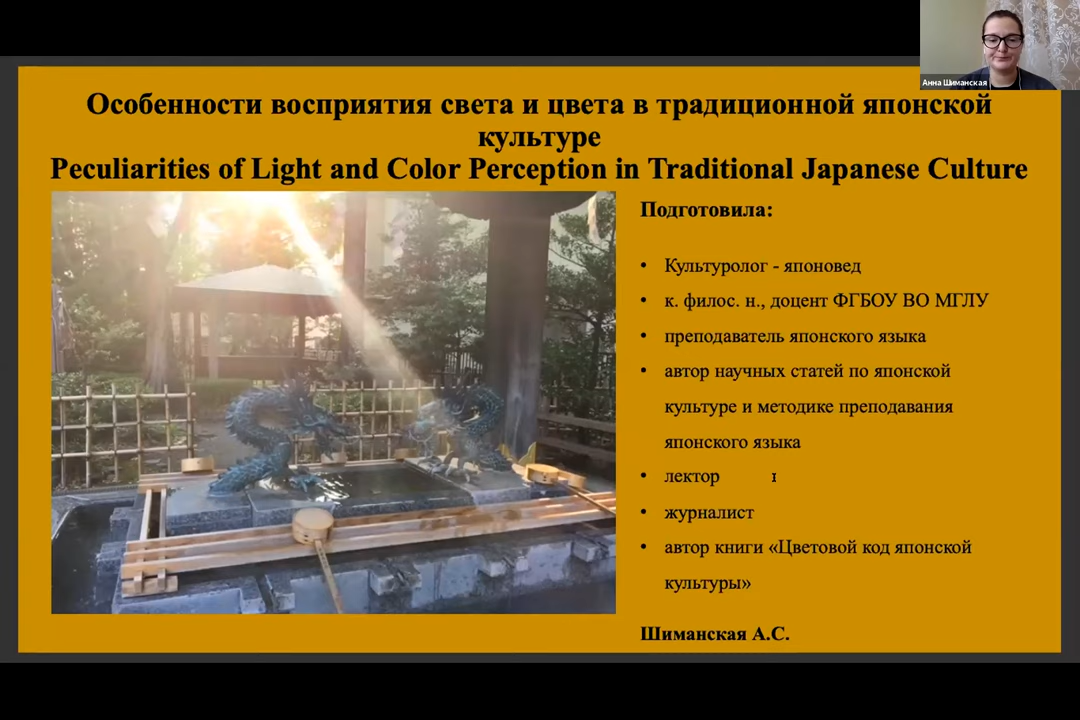 Анна Шиманская
Особенности восприятия света и цвета в традиционной японской
культуре
Peculiarities of Light and Color Perception in Traditional Japanese Culture
Подготовила:
• Культуролог - японовед
• к. филос. н., доцент ФГБОУ ВО МГЛУ
• преподаватель японского языка
• автор научных статей по японской
культуре и методике преподавания
японского языка
• лектор
• журналист
• автор книги «Цветовой код японской
культуры»
Шиманская А.С.